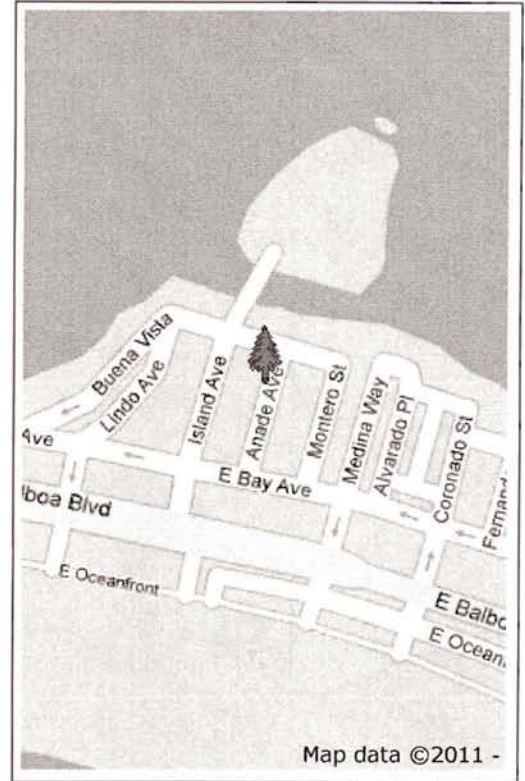 Buena Vista
Lindo Ave
Island Ave
Anade Ave
Montero St
Medina Way
Alvarado Pl
Coronado St
Fernand
Ave
E Bay Ave
lboa Blvd
E Oceanfront
E Balbo
E Ocean
Map data ©2011 -